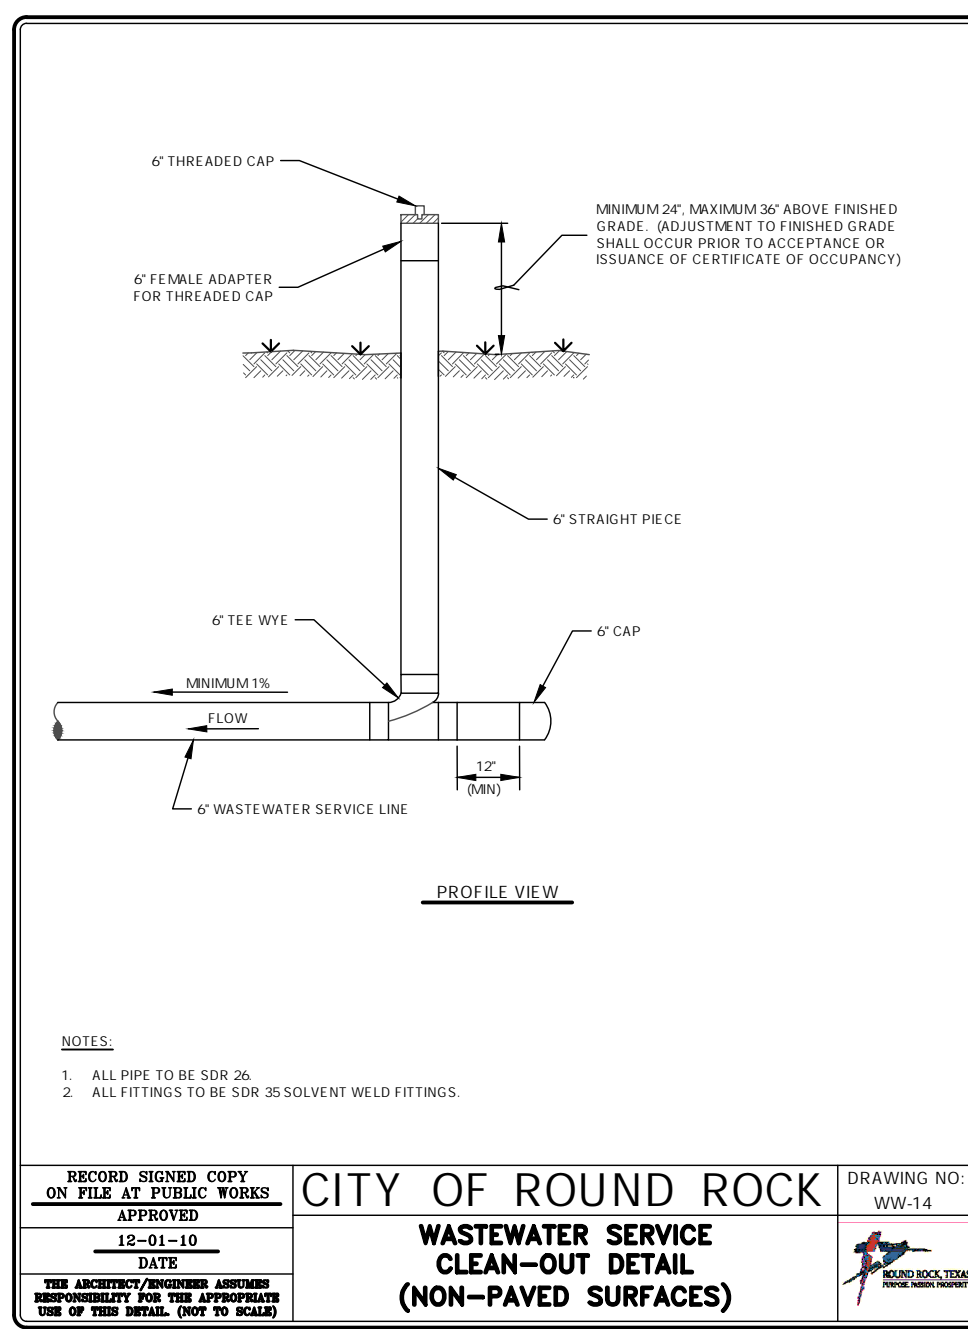 6" THREADED CAP
MINIMUM 24", MAXIMUM 36" ABOVE FINISHED
GRADE. (ADJUSTMENT TO FINISHED GRADE
SHALL OCCUR PRIOR TO ACCEPTANCE OR
ISSUANCE OF CERTIFICATE OF OCCUPANCY)
6" FEMALE ADAPTER
FOR THREADED CAP
6" STRAIGHT PIECE
6" TEE WYE
6" CAP
MINIMUM 1%
FLOW
12"
(MIN)
6" WASTEWATER SERVICE LINE
PROFILE VIEW
NOTES:
1. ALL PIPE TO BE SDR 26.
2. ALL FITTINGS TO BE SDR 35 SOLVENT WELD FITTINGS.
RECORD SIGNED COPY
ON FILE AT PUBLIC WORKS
APPROVED
12-01-10
DATE
THE ARCHITECT/ENGINEER ASSUMES
RESPONSIBILITY FOR THE APPROPRIATE
USE OF THIS DETAIL. (NOT TO SCALE)
CITY OF ROUND ROCK
WASTEWATER SERVICE
CLEAN-OUT DETAIL
(NON-PAVED SURFACES)
DRAWING NO:
WW-14
ROUND ROCK, TEXAS
PURPOSE. PASSION. PROSPERIT